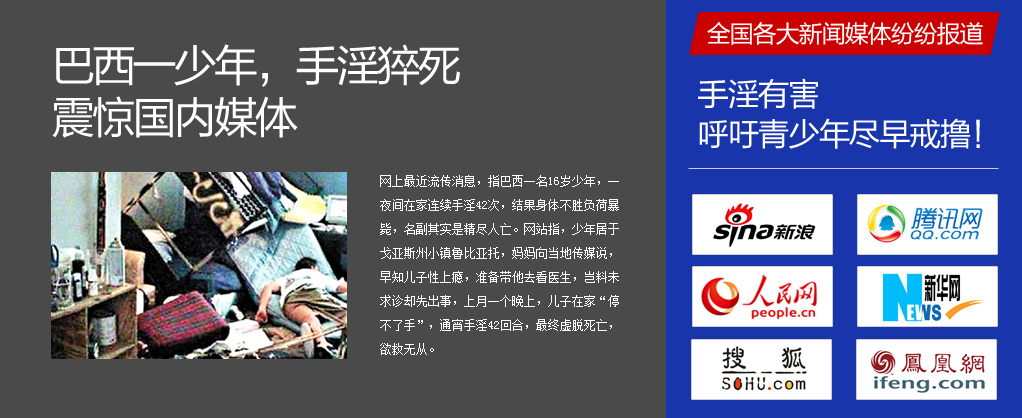 巴西一少年，手淫猝死
震惊国内媒体
网上最近流传消息，指巴西一名16岁少年，一
夜间在家连续手淫42次，结果身体不胜负荷暴
毙，名副其实是精尽人亡。网站指，少年居于
戈亚斯州小镇鲁比亚托，妈妈向当地传媒说，
早知儿子性上瘾，准备带他去看医生，岂料未
求诊却先出事，上月一个晚上，儿子在家“停
不了手”，通宵手淫42回合，最终虚脱死亡，
欲救无从。
全国各大新闻媒体纷纷报道
手淫有害
呼吁青少年尽早戒撸！
sina新浪
腾讯网
QQ.com
人民网
people.cn
新华网
NEWS
搜狐
SOHU.com
鳳凰網
ifeng.com